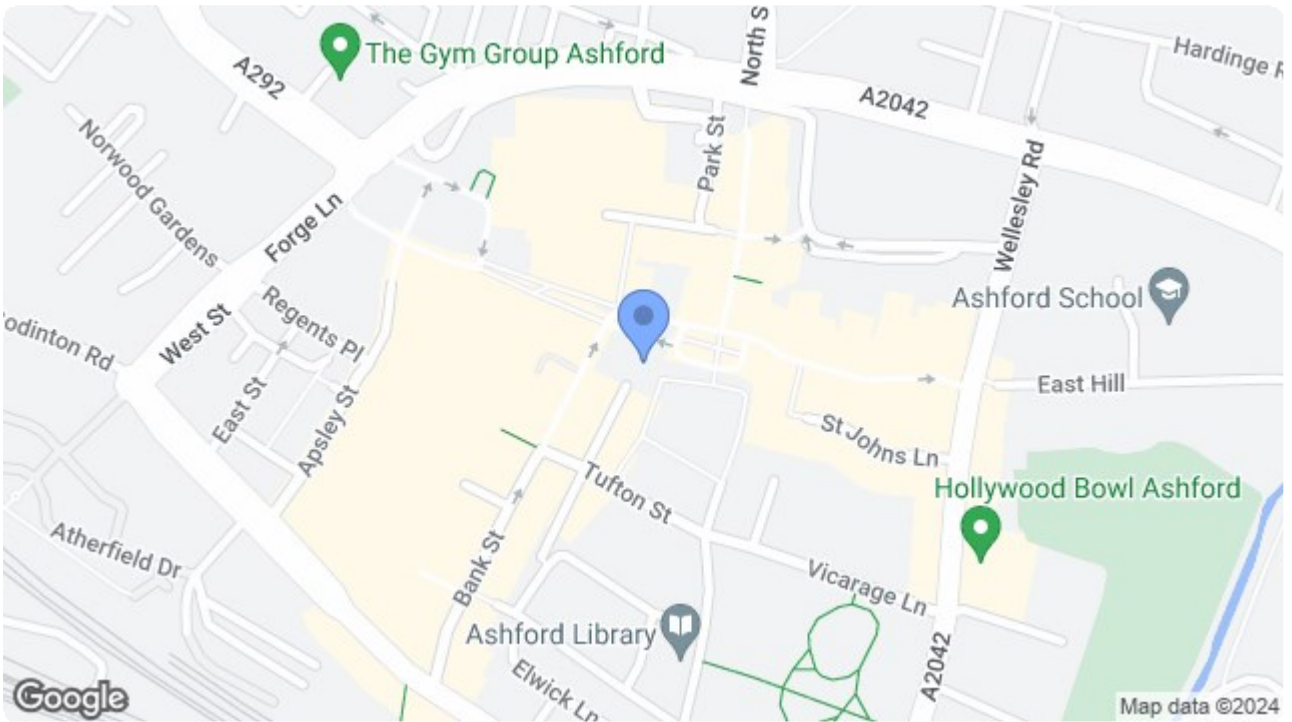 North S
The Gym Group Ashford
Hardinge R
A292
A2042
Norwood Gardens
Park St
Forge Ln
Wellesley Rd
Ashford School
Regents Pl
odinton Rd
West St
East Hill
East St
Apsley St
St Johns Ln
Tufton St
Hollywood Bowl Ashford
Atherfield Dr
Bank St
Vicarage Ln
Ashford Library
A2042
Elwick Ln
Google
Map data ©2024